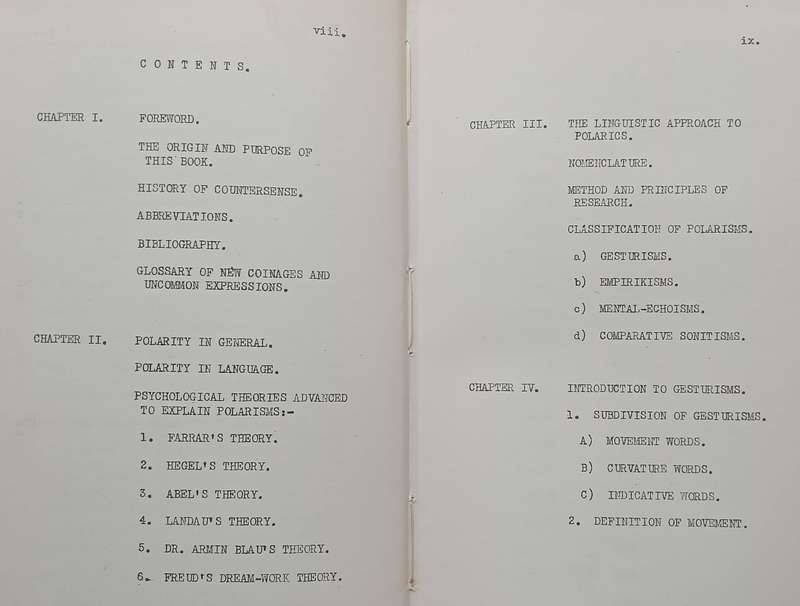 viii.
C O N T E N T S.
CHAPTER I. FOREWORD.
THE ORIGIN AND PURPOSE OF
THIS BOOK.
HISTORY OF COUNTERSENSE.
ABBREVIATIONS.
BIBLIOGRAPHY.
GLOSSARY OF NEW COINAGES AND
UNCOMMON EXPRESSIONS.
CHAPTER II. POLARITY IN GENERAL.
POLARITY IN LANGUAGE.
PSYCHOLOGICAL THEORIES ADVANCED
TO EXPLAIN POLARISMS:-
1. FARRAR'S THEORY.
2. HEGEL'S THEORY.
3. ABEL'S THEORY.
4. LANDAU'S THEORY.
5. DR. ARMIN BLAU'S THEORY.
6. FREUD'S DREAM-WORK THEORY.
ix.
CHAPTER III. THE LINGUISTIC APPROACH TO
POLARICS.
NOMENCLATURE.
METHOD AND PRINCIPLES OF
RESEARCH.
CLASSIFICATION OF POLARISMS.
a) GESTURISMS.
b) EMPIRIKISMS.
c) MENTAL-ECHOISMS.
d) COMPARATIVE SONITISMS.
CHAPTER IV. INTRODUCTION TO GESTURISMS.
1. SUBDIVISION OF GESTURISMS.
A) MOVEMENT WORDS.
B) CURVATURE WORDS.
C) INDICATIVE WORDS.
2. DEFINITION OF MOVEMENT.